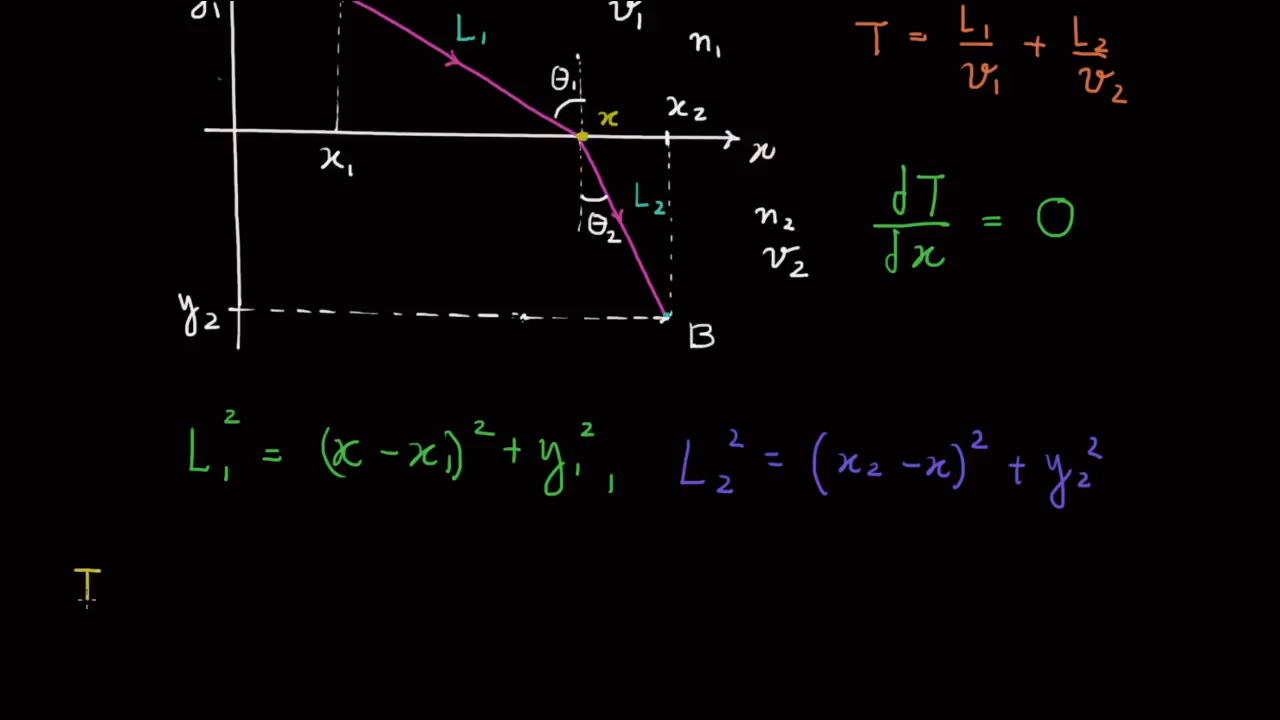 y₁
v₁
L₁
n₁
T = L₁/v₁ + L₂/v₂
θ₁
x
x₂
x₁
x
L₂
n₂
θ₂
v₂
dT/dx = 0
y₂
B
L₁² = (x - x₁)² + y₁² , L₂² = (x₂ - x)² + y₂²
T